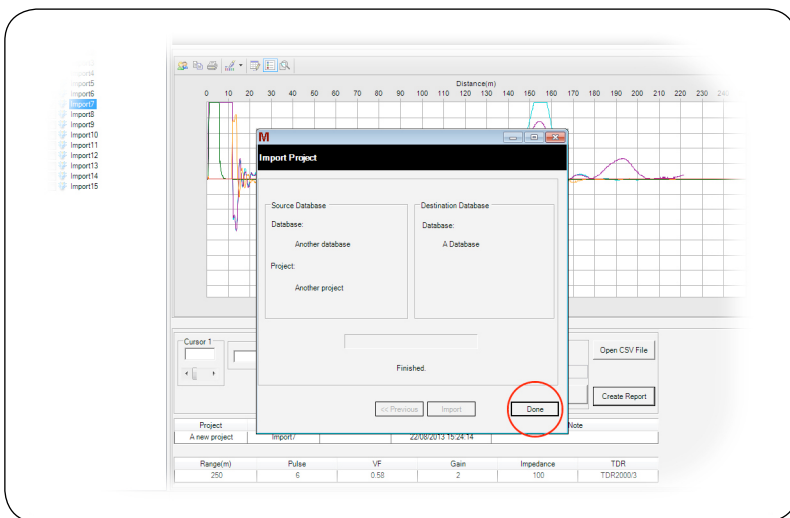 Import4
Import5
Import6
Import7
Import8
Import9
Import10
Import11
Import12
Import13
Import14
Import15
Distance(m)
0 10 20 30 40 50 60 70 80 90 100 110 120 130 140 150 160 170 180 190 200 210 220 230 240
M
Import Project
Source Database
Database:
Another database
Project:
Another project
Destination Database
Database:
A Database
Finished.
<< Previous Import Done
Cursor 1
Open CSV File
Create Report
Project Note
A new project Import7 22/08/2013 15:24:14
Range(m) Pulse VF Gain Impedance TDR
250 6 0.58 2 100 TDR2000/3